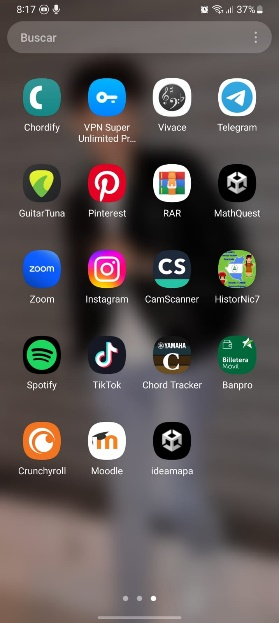 8:17
37%
Buscar
Chordify
VPN Super
Unlimited Pr...
Vivace
Telegram
GuitarTuna
Pinterest
RAR
MathQuest
zoom
CS
Zoom
Instagram
CamScanner
HistorNic7
YAMAHA
C
Billetera
Móvil
Spotify
TikTok
Chord Tracker
Banpro
m
Crunchyroll
Moodle
ideamapa